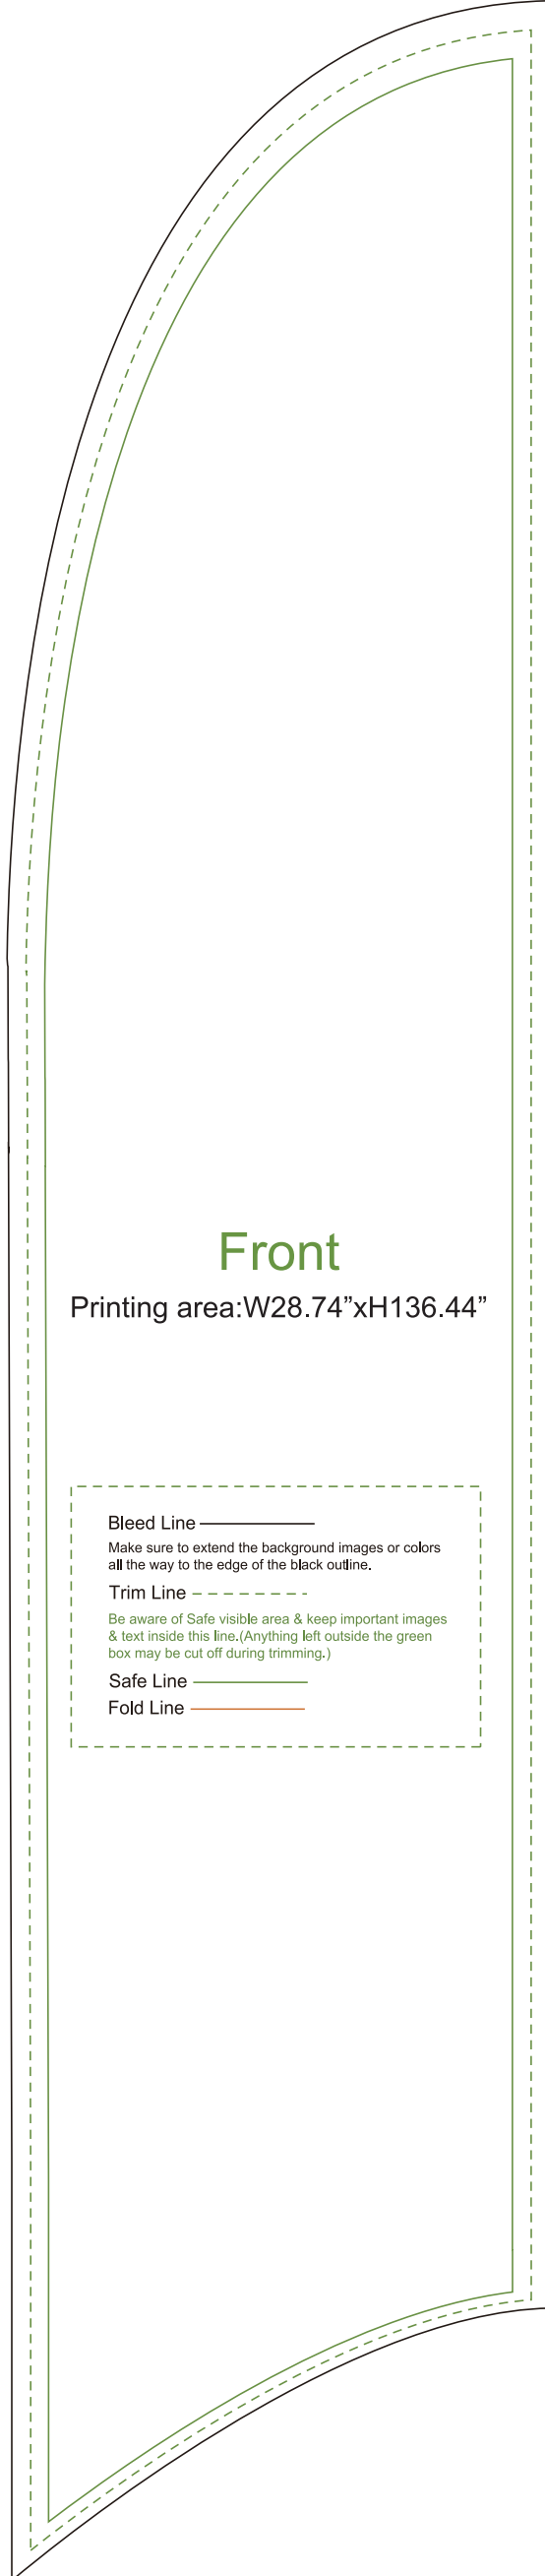 Front
Printing area:W28.74”xH136.44”
Bleed Line
Make sure to extend the background images or colors
all the way to the edge of the black outline.
Trim Line
Be aware of Safe visible area & keep important images
& text inside this line.(Anything left outside the green
box may be cut off during trimming.)
Safe Line
Fold Line